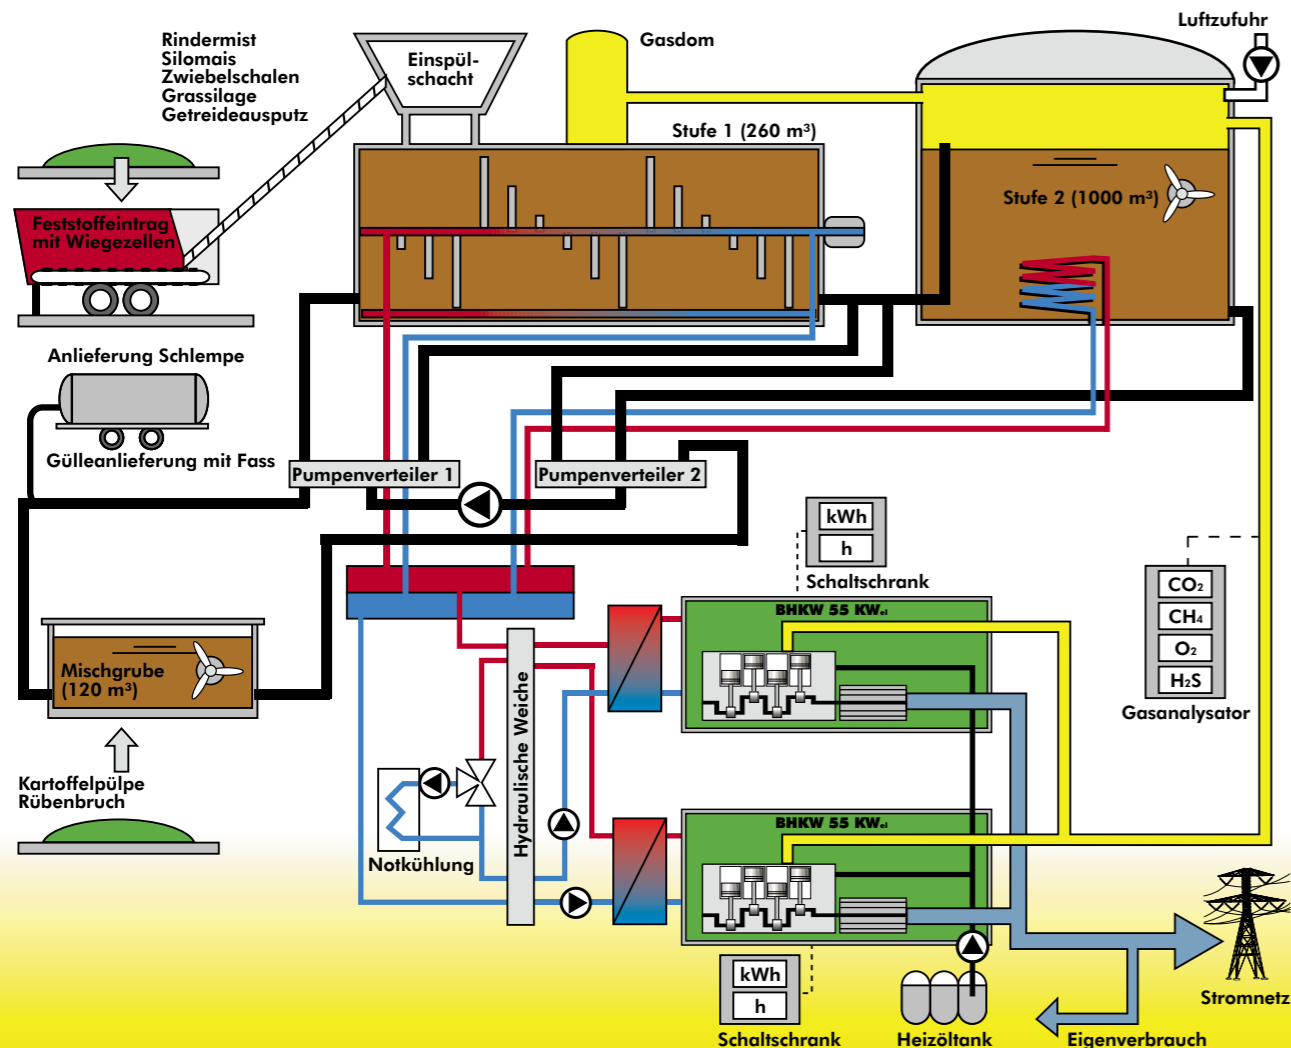 Luftzufuhr
Rindermist
Silomais
Zwiebelschalen
Grassilage
Getreideausputz
Einspül-
schacht
Gasdom
Stufe 1 (260 m³)
Stufe 2 (1000 m³)
Feststoffeintrag
mit Wiegezellen
Anlieferung Schlempe
Gülleanlieferung mit Fass
Pumpenverteiler 1
Pumpenverteiler 2
kWh
h
Schaltschrank
CO₂
CH₄
O₂
H₂S
Gasanalysator
BHKW 55 KWel
Mischgrube
(120 m³)
Hydraulische Weiche
Kartoffelpülpe
Rübenbruch
Notkühlung
BHKW 55 KWel
kWh
h
Schaltschrank
Heizöltank
Eigenverbrauch
Stromnetz